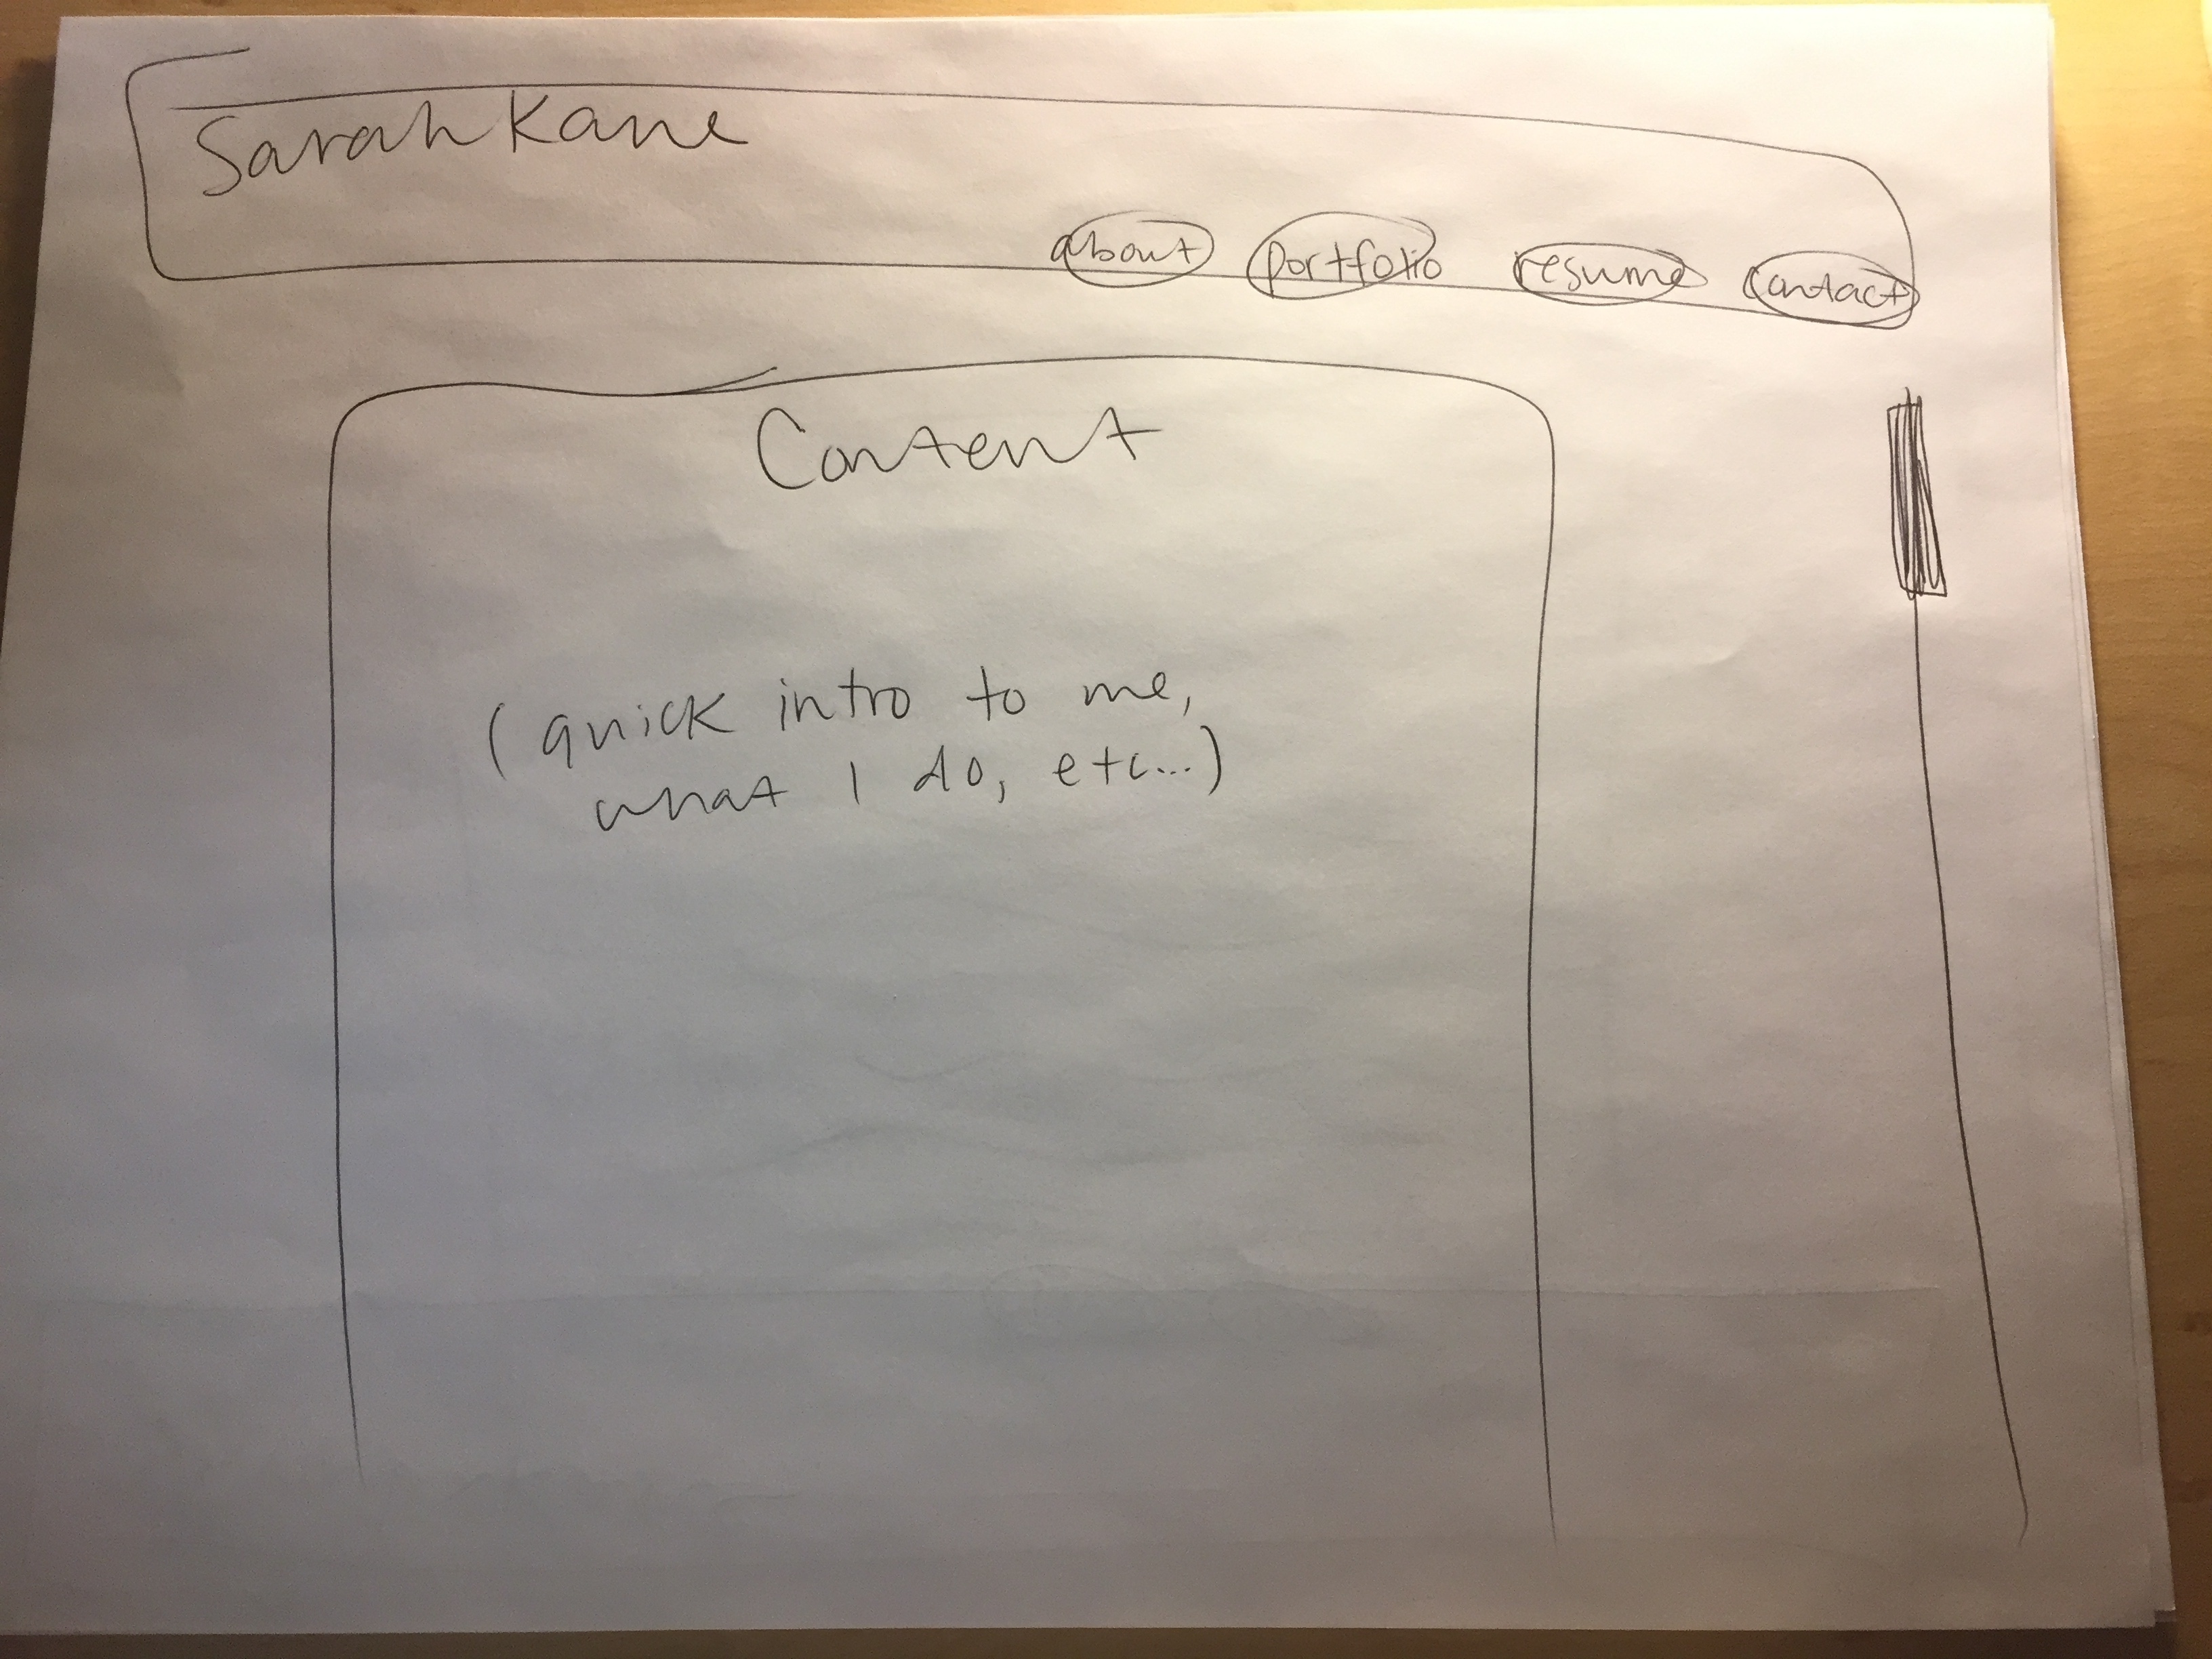 Sarah Kane
about portfolio resume contact
Content
(quick intro to me,
what I do, etc...)